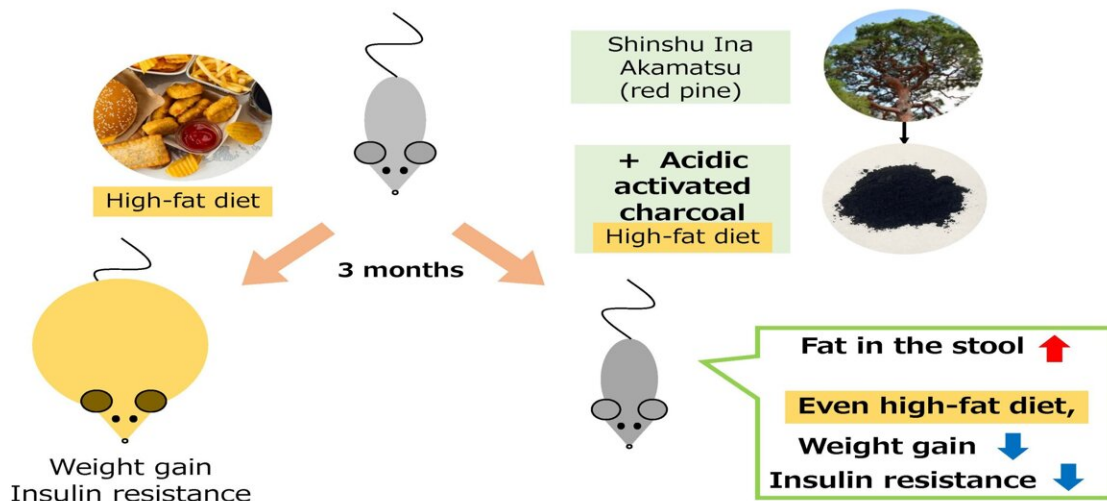 High-fat diet
Shinshu Ina
Akamatsu
(red pine)
+ Acidic
activated
charcoal
High-fat diet
3 months
Weight gain
Insulin resistance
Fat in the stool
Even high-fat diet,
Weight gain
Insulin resistance